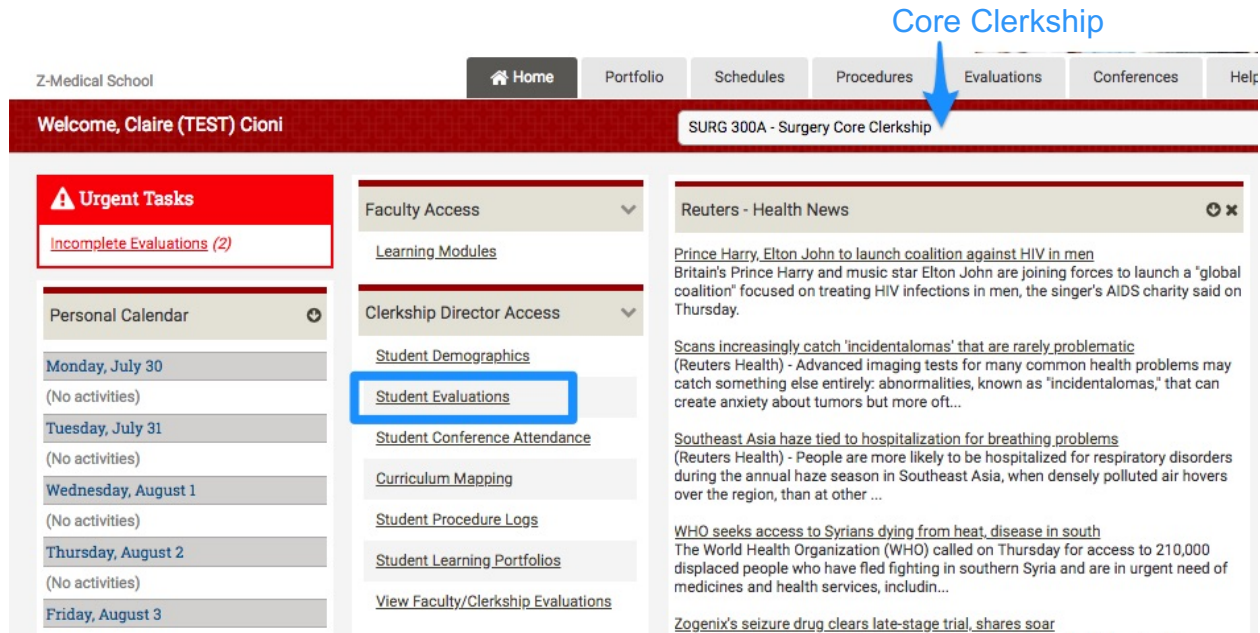 Core Clerkship
Z-Medical School
Home
Portfolio
Schedules
Procedures
Evaluations
Conferences
Help
Welcome, Claire (TEST) Cioni
SURG 300A - Surgery Core Clerkship
Urgent Tasks
Incomplete Evaluations (2)
Personal Calendar
Monday, July 30
(No activities)
Tuesday, July 31
(No activities)
Wednesday, August 1
(No activities)
Thursday, August 2
(No activities)
Friday, August 3
Faculty Access
Learning Modules
Clerkship Director Access
Student Demographics
Student Evaluations
Student Conference Attendance
Curriculum Mapping
Student Procedure Logs
Student Learning Portfolios
View Faculty/Clerkship Evaluations
Reuters - Health News
Prince Harry, Elton John to launch coalition against HIV in men
Britain's Prince Harry and music star Elton John are joining forces to launch a "global
coalition" focused on treating HIV infections in men, the singer's AIDS charity said on
Thursday.
Scans increasingly catch 'incidentalomas' that are rarely problematic
(Reuters Health) - Advanced imaging tests for many common health problems may
catch something else entirely: abnormalities, known as "incidentalomas," that can
create anxiety about tumors but more oft...
Southeast Asia haze tied to hospitalization for breathing problems
(Reuters Health) - People are more likely to be hospitalized for respiratory disorders
during the annual haze season in Southeast Asia, when densely polluted air hovers
over the region, than at other ...
WHO seeks access to Syrians dying from heat, disease in south
The World Health Organization (WHO) called on Thursday for access to 210,000
displaced people who have fled fighting in southern Syria and are in urgent need of
medicines and health services, includin...
Zogenix's seizure drug clears late-stage trial, shares soar